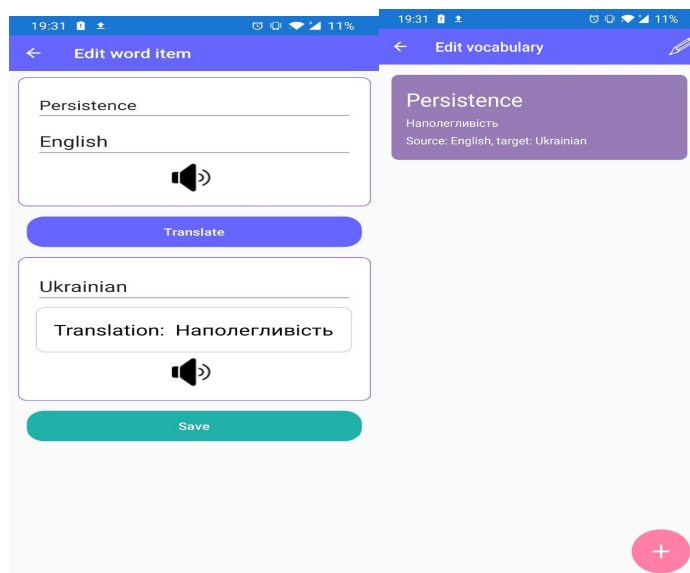 19:31 11%
Edit word item
Persistence
English
Translate
Ukrainian
Translation: Наполегливість
Save
19:31 11%
Edit vocabulary
Persistence
Наполегливість
Source: English, target: Ukrainian
+